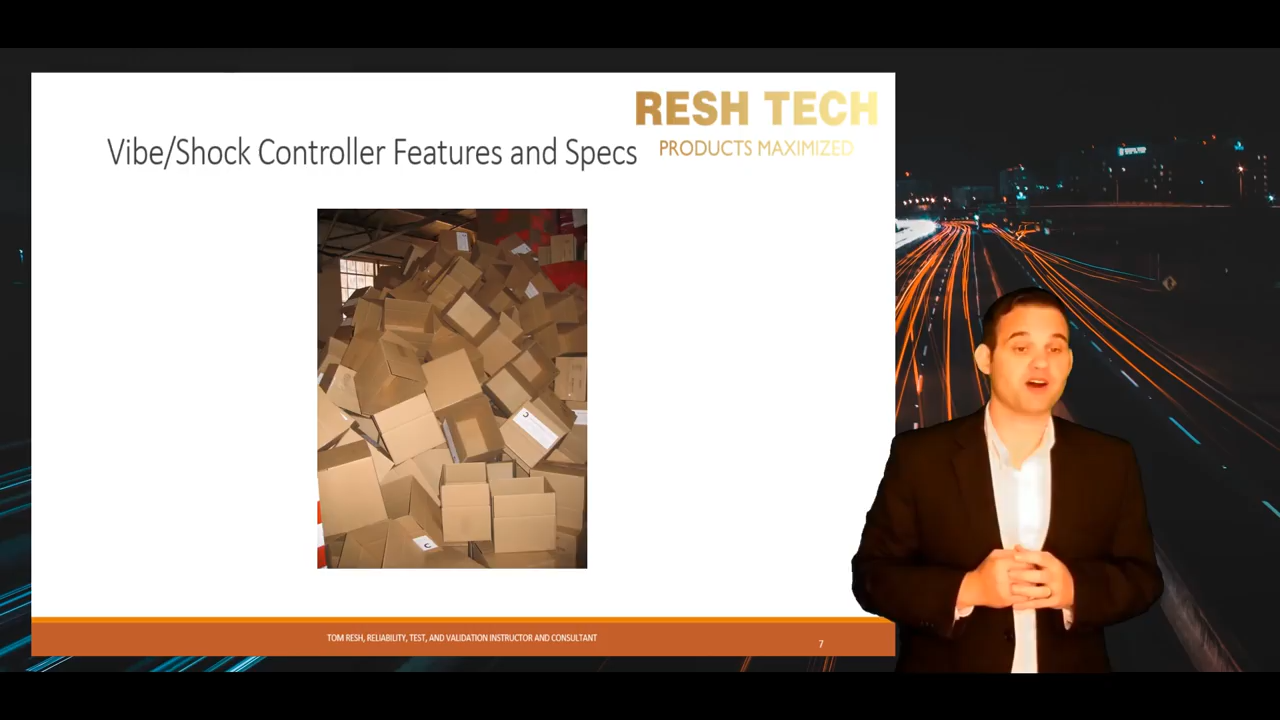 RESH TECH
PRODUCTS MAXIMIZED
Vibe/Shock Controller Features and Specs
TOM RESH, RELIABILITY, TEST, AND VALIDATION INSTRUCTOR AND CONSULTANT
7